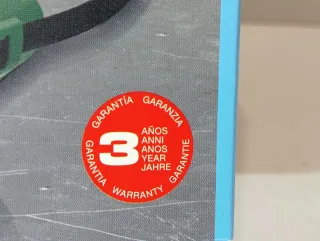 GARANTÍA GARANZIA
3
AÑOS
ANNI
ANOS
YEAR
JAHRE
GARANTIA WARRANTY GARANTIE